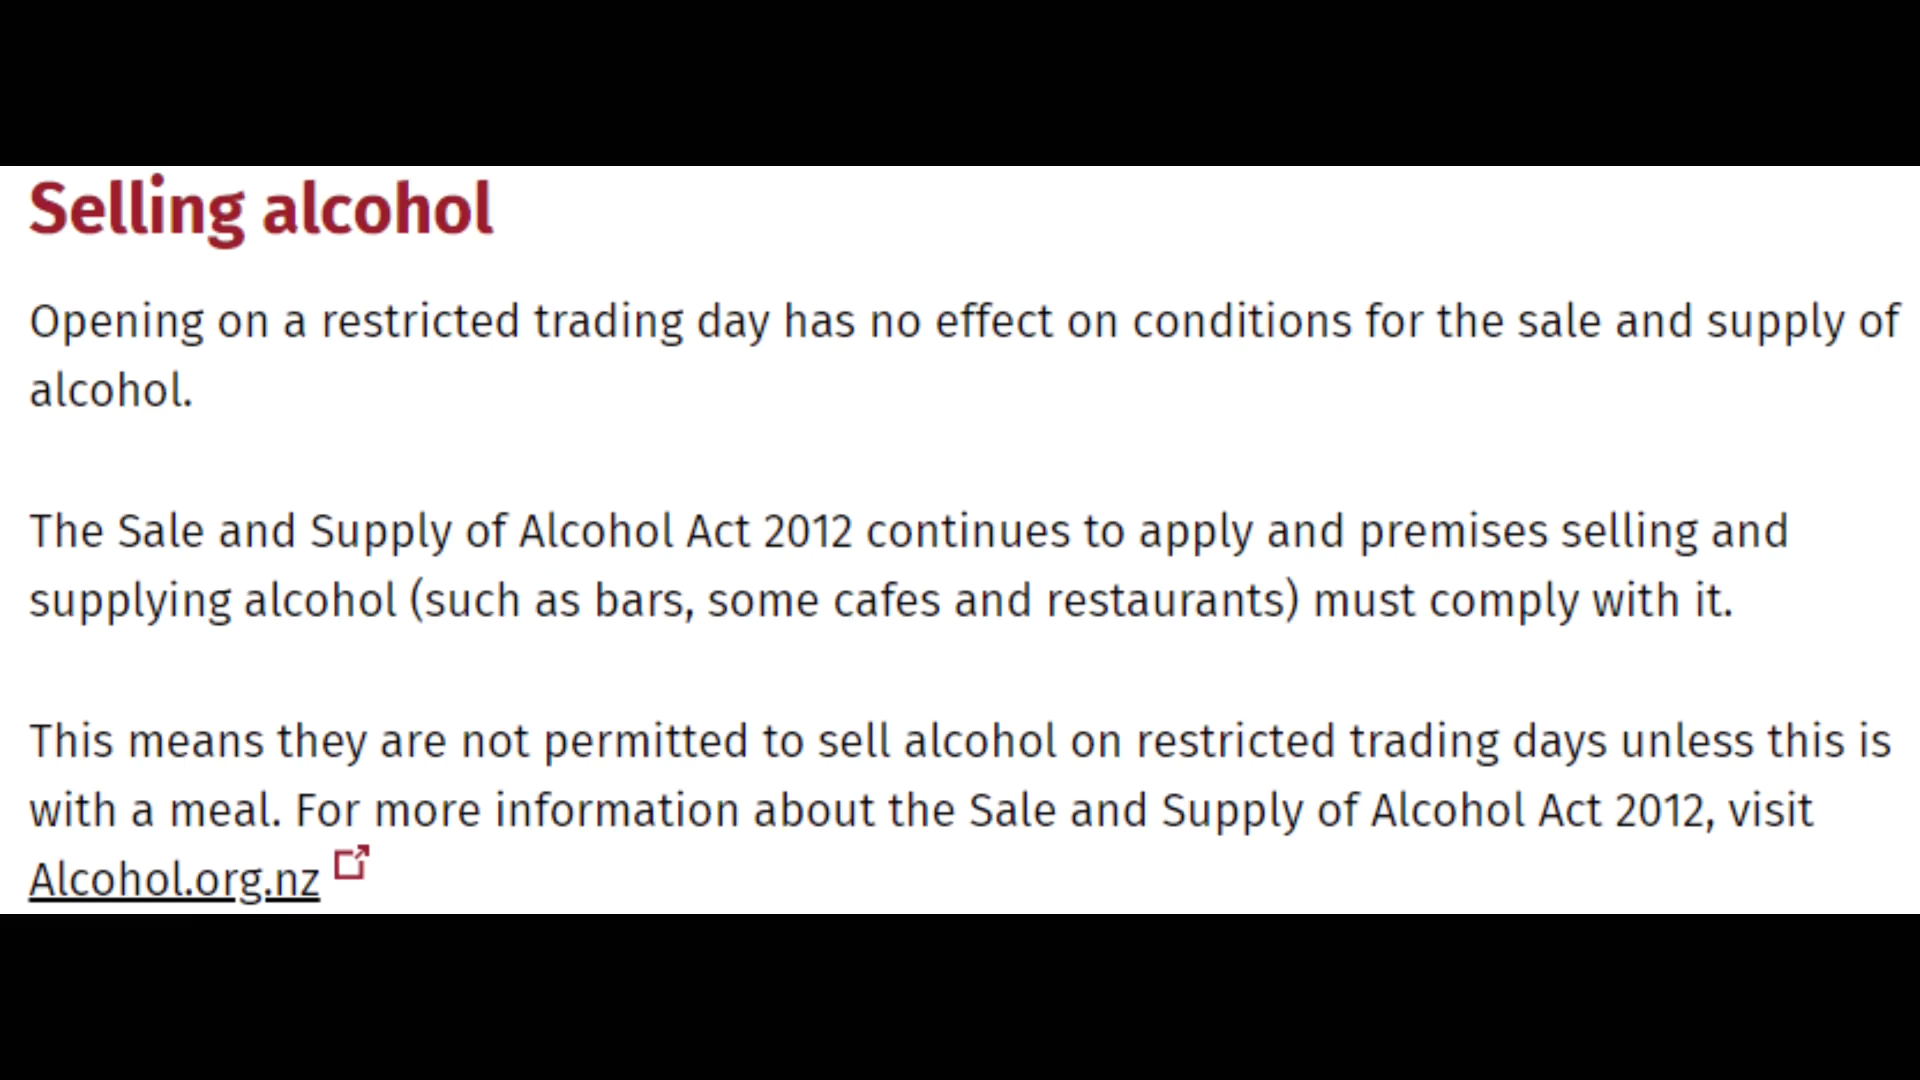 Selling alcohol
Opening on a restricted trading day has no effect on conditions for the sale and supply of
alcohol.
The Sale and Supply of Alcohol Act 2012 continues to apply and premises selling and
supplying alcohol (such as bars, some cafes and restaurants) must comply with it.
This means they are not permitted to sell alcohol on restricted trading days unless this is
with a meal. For more information about the Sale and Supply of Alcohol Act 2012, visit
Alcohol.org.nz